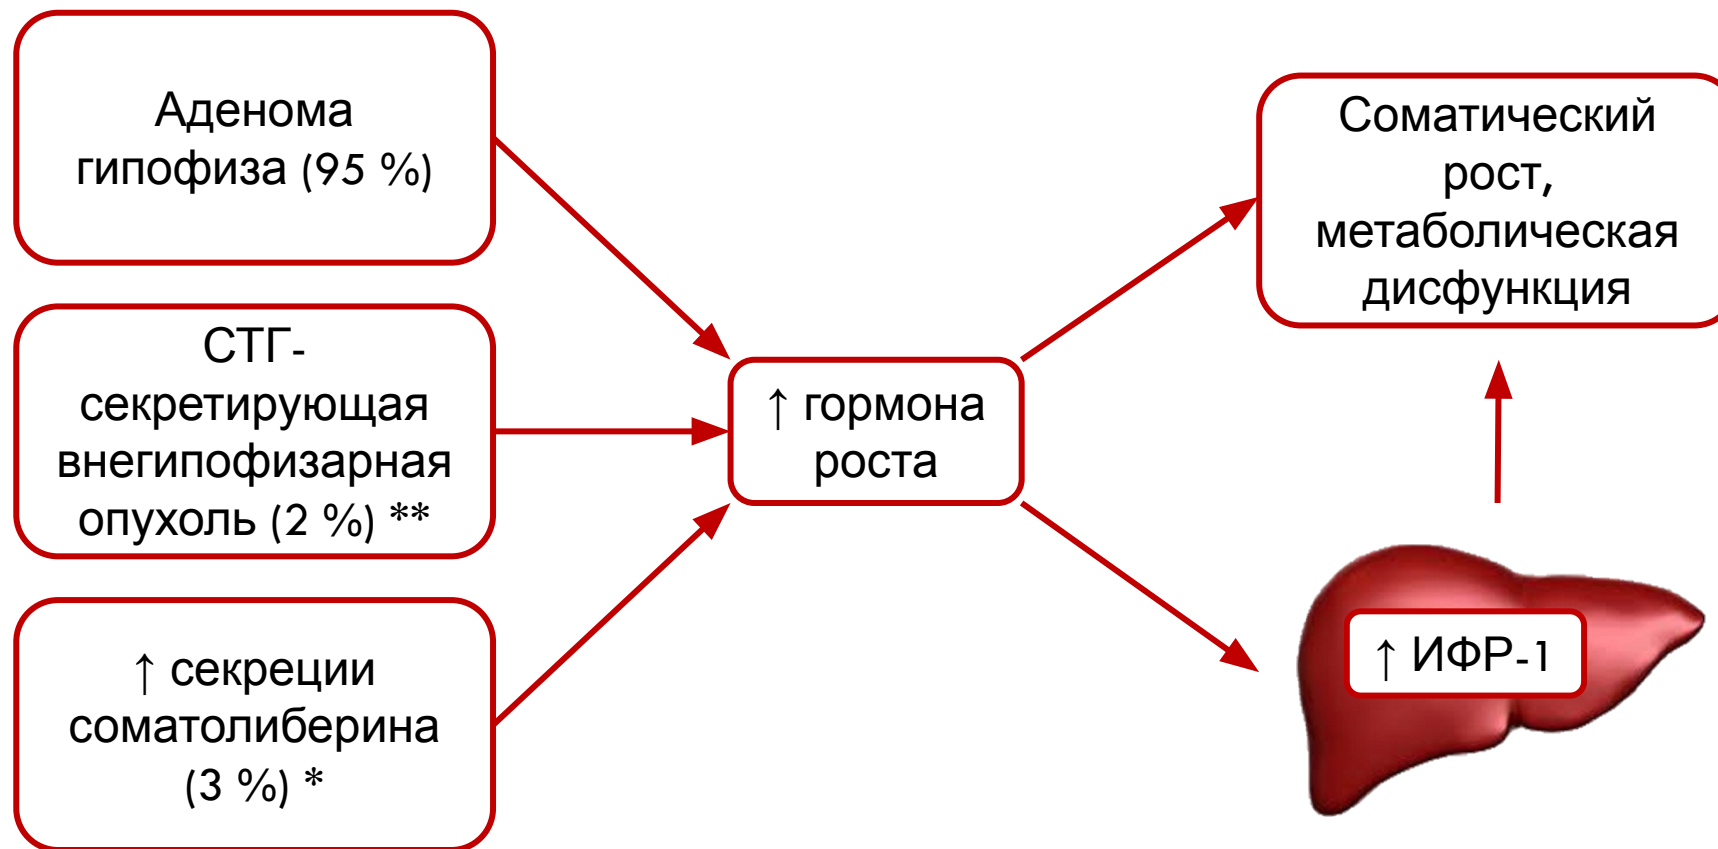 Аденома
гипофиза (95 %)
СТГ-
секретирующая
внегипофизарная
опухоль (2 %) **
↑ секреции
соматолиберина
(3 %) *
↑ гормона
роста
Соматический
рост,
метаболическая
дисфункция
↑ ИФР-1